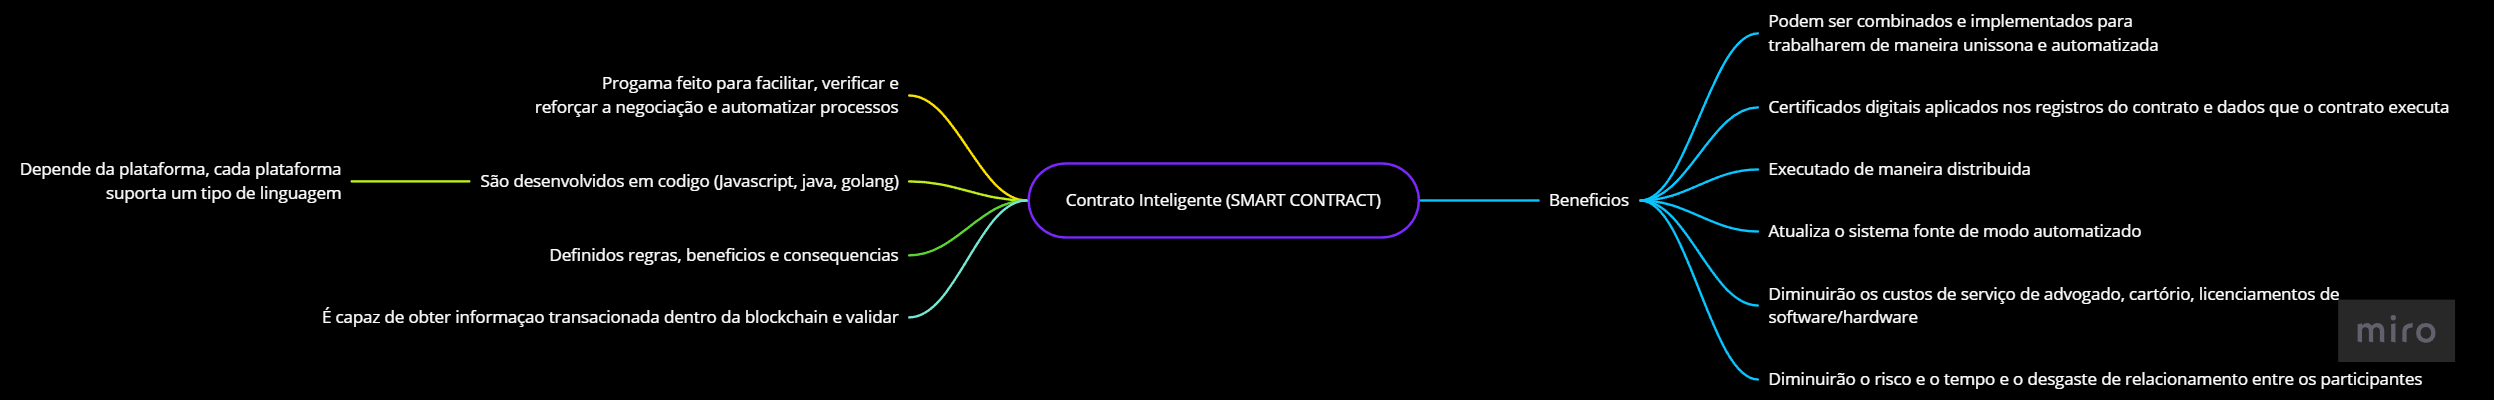 Progama feito para facilitar, verificar e
reforçar a negociação e automatizar processos
Depende da plataforma, cada plataforma
suporta um tipo de linguagem
São desenvolvidos em codigo (Javascript, java, golang)
Definidos regras, beneficios e consequencias
É capaz de obter informaçao transacionada dentro da blockchain e validar
Contrato Inteligente (SMART CONTRACT)
Beneficios
Podem ser combinados e implementados para
trabalharem de maneira unissona e automatizada
Certificados digitais aplicados nos registros do contrato e dados que o contrato executa
Executado de maneira distribuida
Atualiza o sistema fonte de modo automatizado
Diminuirão os custos de serviço de advogado, cartório, licenciamentos de
software/hardware
Diminuirão o risco e o tempo e o desgaste de relacionamento entre os participantes
miro